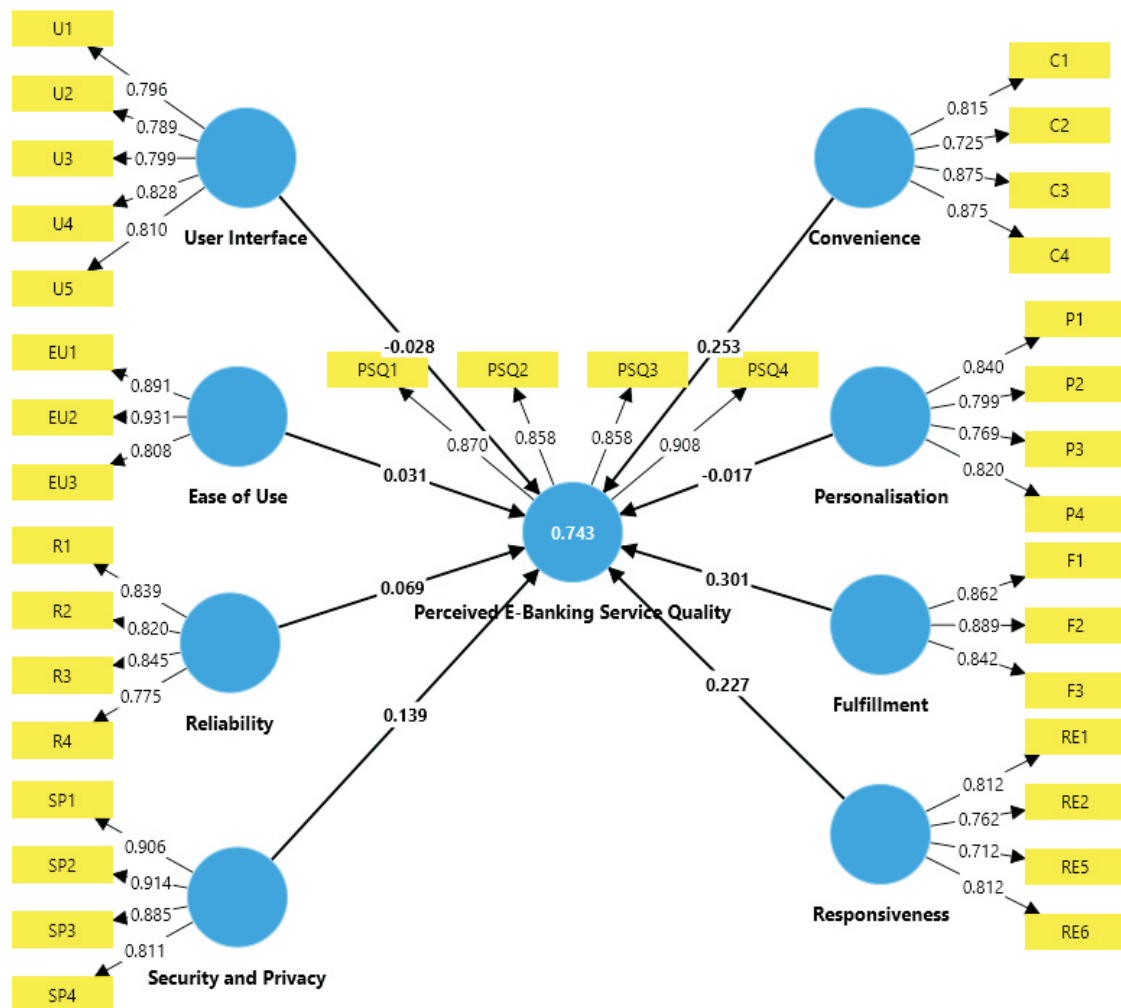 U1
U2
U3
U4
U5
0.796
0.789
0.799
0.828
0.810
User Interface
C1
C2
C3
C4
0.815
0.725
0.875
0.875
Convenience
-0.028
0.253
EU1
EU2
EU3
0.891
0.931
0.808
Ease of Use
0.031
PSQ1
PSQ2
PSQ3
PSQ4
0.870
0.858
0.858
0.908
P1
P2
P3
P4
0.840
0.799
0.769
0.820
Personalisation
-0.017
0.743
Perceived E-Banking Service Quality
R1
R2
R3
R4
0.839
0.820
0.845
0.775
Reliability
0.069
F1
F2
F3
0.862
0.889
0.842
Fulfillment
0.301
SP1
SP2
SP3
SP4
0.906
0.914
0.885
0.811
Security and Privacy
0.139
RE1
RE2
RE5
RE6
0.812
0.762
0.712
0.812
Responsiveness
0.227